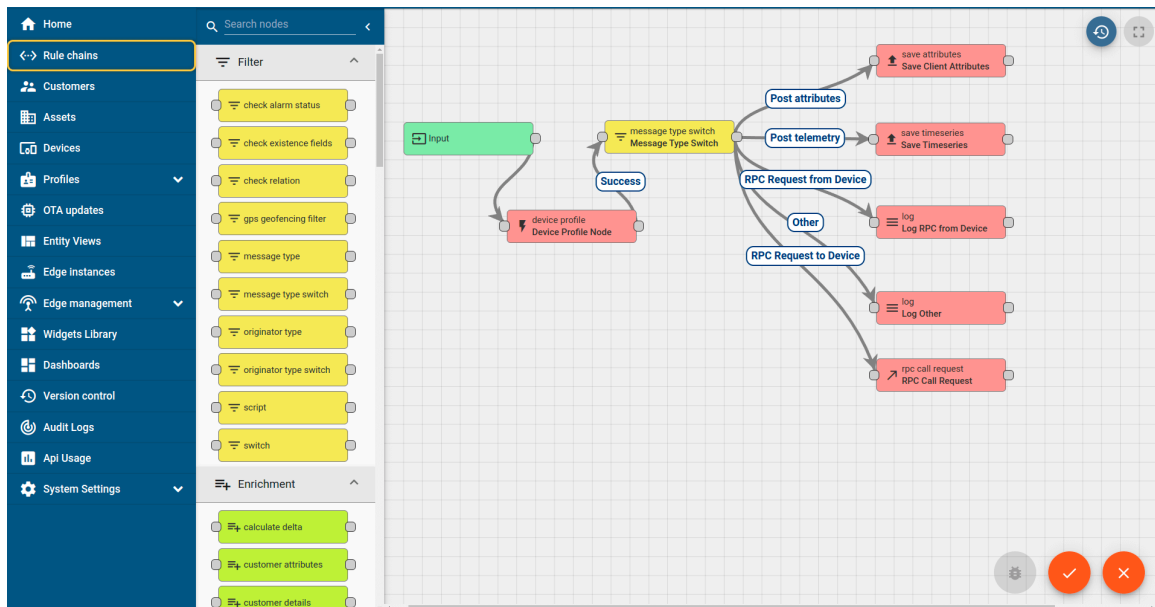 Home
Rule chains
Customers
Assets
Devices
Profiles
OTA updates
Entity Views
Edge instances
Edge management
Widgets Library
Dashboards
Version control
Audit Logs
Api Usage
System Settings
Search nodes
Filter
check alarm status
check existence fields
check relation
gps geofencing filter
message type
message type switch
originator type
originator type switch
script
switch
Enrichment
calculate delta
customer attributes
customer details
Input
device profile
Device Profile Node
Success
message type switch
Message Type Switch
Post attributes
Post telemetry
RPC Request from Device
Other
RPC Request to Device
save attributes
Save Client Attributes
save timeseries
Save Timeseries
log
Log RPC from Device
log
Log Other
rpc call request
RPC Call Request